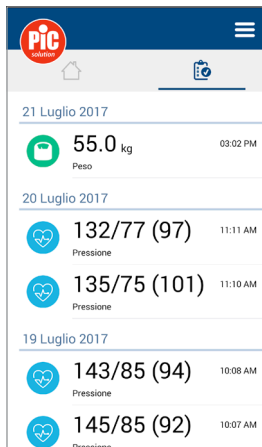 PiC
solution
21 Luglio 2017
55.0 kg 03:02 PM
Peso
20 Luglio 2017
132/77 (97) 11:11 AM
Pressione
135/75 (101) 11:10 AM
Pressione
19 Luglio 2017
143/85 (94) 10:08 AM
Pressione
145/85 (92) 10:07 AM
Pressione